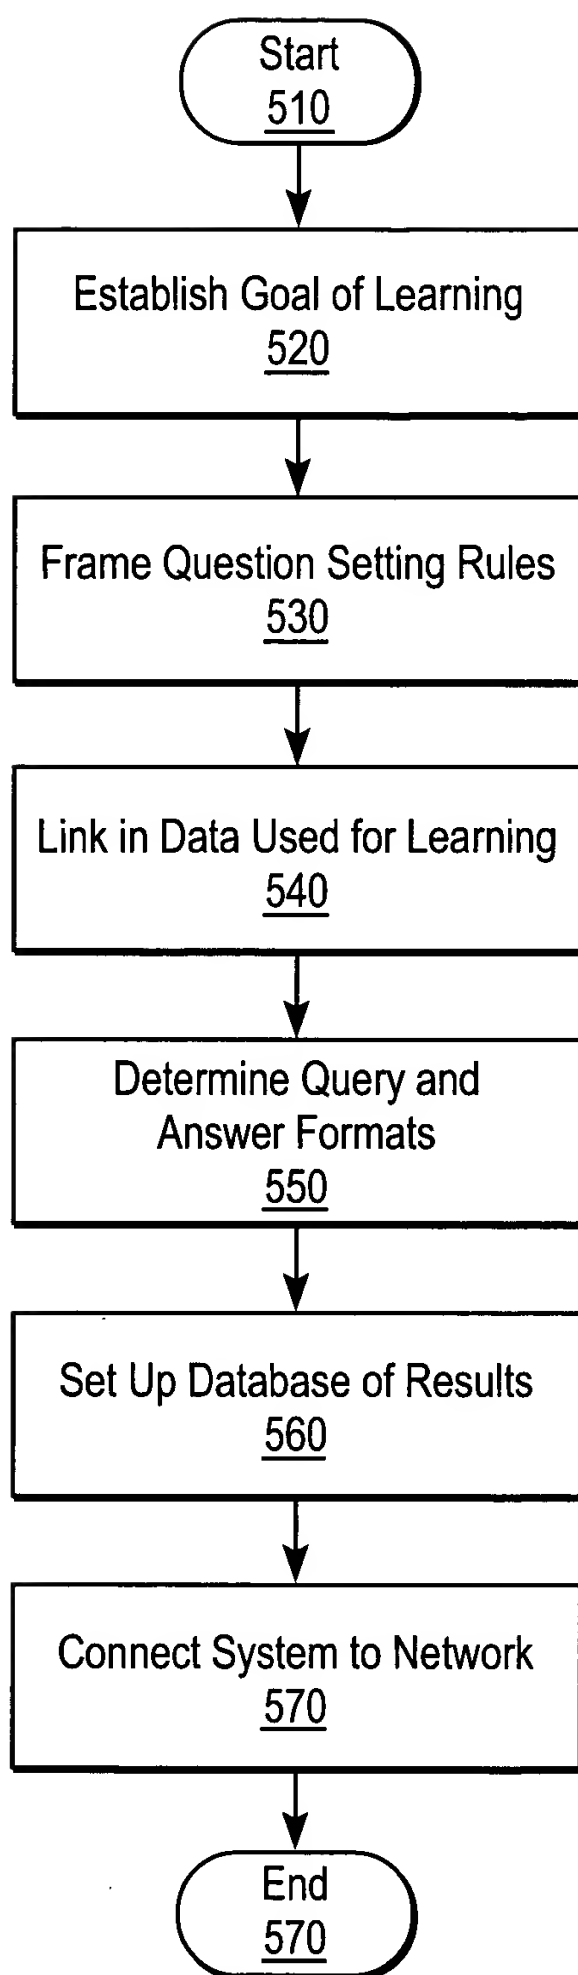 Start
510
Establish Goal of Learning
520
Frame Question Setting Rules
530
Link in Data Used for Learning
540
Determine Query and
Answer Formats
550
Set Up Database of Results
560
Connect System to Network
570
End
570